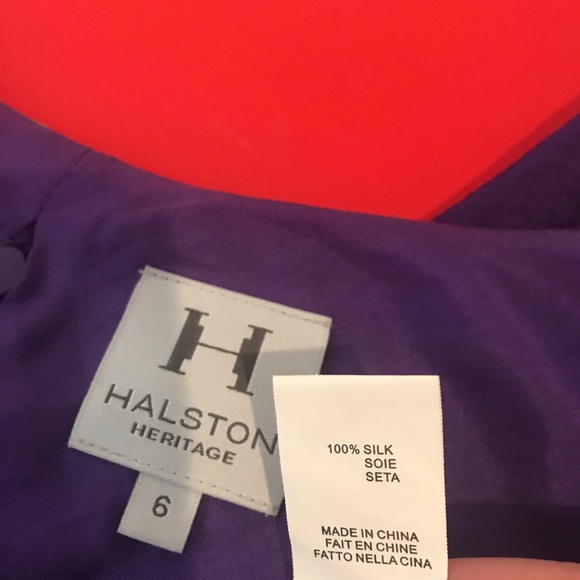 H
HALSTON
HERITAGE
6
100% SILK
SOIE
SETA
MADE IN CHINA
FAIT EN CHINE
FATTO NELLA CINA